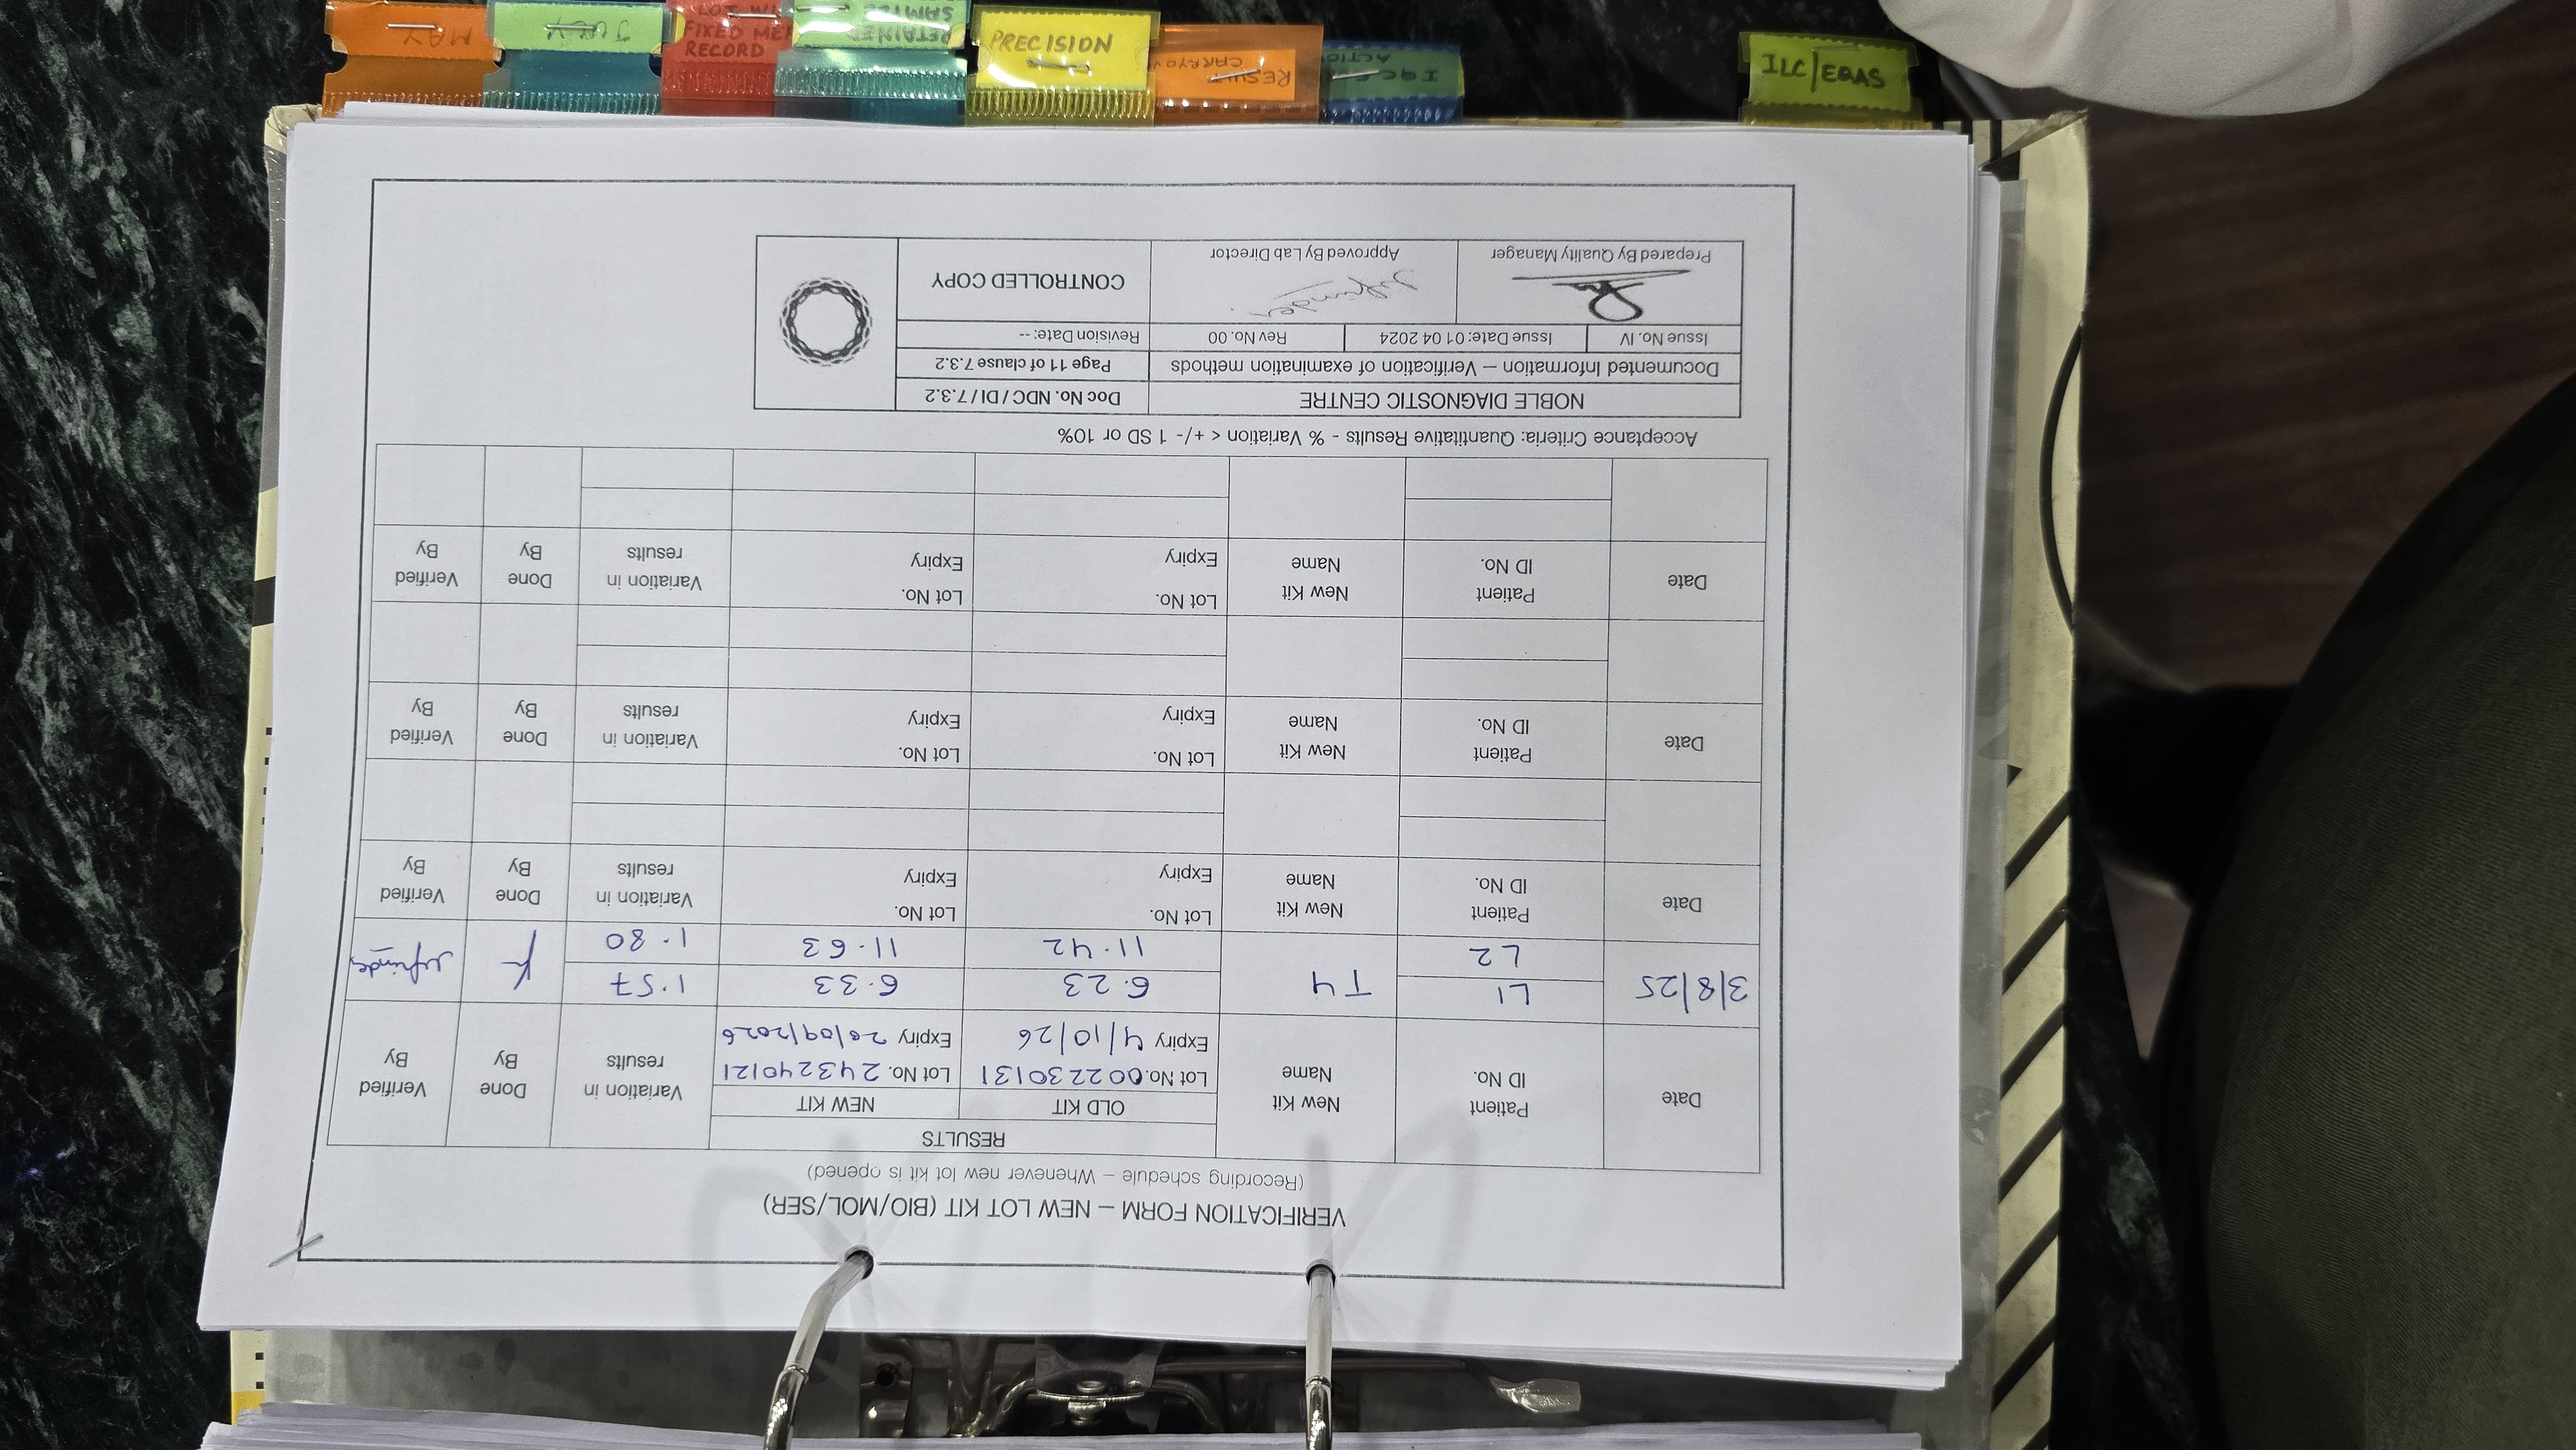 VERIFICATION FORM – NEW LOT KIT (BIO/MOL/SER)
(Recording schedule – Whenever new lot kit is opened)
Date
Patient ID No.
New Kit Name
RESULTS
OLD KIT
NEW KIT
Variation in results
Done By
Verified By
Lot No. 002230131
Expiry 4/10/26
Lot No. 243240121
Expiry 20/09/2026
3/8/25 L1 T4 6.23 6.33 1.57
L2 11.42 11.63 1.80
Date Patient ID No. New Kit Name Lot No. Expiry Lot No. Expiry Variation in results Done By Verified By
Date Patient ID No. New Kit Name Lot No. Expiry Lot No. Expiry Variation in results Done By Verified By
Date Patient ID No. New Kit Name Lot No. Expiry Lot No. Expiry Variation in results Done By Verified By
Acceptance Criteria: Quantitative Results - % Variation < +/- 1 SD or 10%
NOBLE DIAGNOSTIC CENTRE
Doc No. NDC / DI / 7.3.2
Documented Information – Verification of examination methods
Page 11 of clause 7.3.2
Issue No. IV
Issue Date: 01 04 2024
Rev No. 00
Revision Date: --
Prepared By Quality Manager
Approved By Lab Director
CONTROLLED COPY
MAY
JULY
RECORD
RETAINED
PRECISION
RESULT
IQC
ILC/EQAS